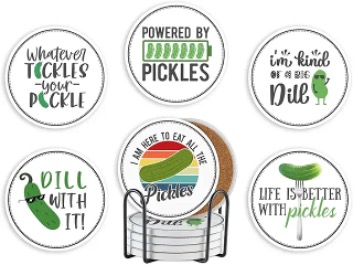 Whatever
TICKLES
-your-
PICKLE
POWERED BY
PICKLES
i'm kind
OF A BIG
Dill
DILL
WITH
IT!
I AM HERE TO EAT ALL THE
Pickles
LIFE IS BETTER
WITH pickles